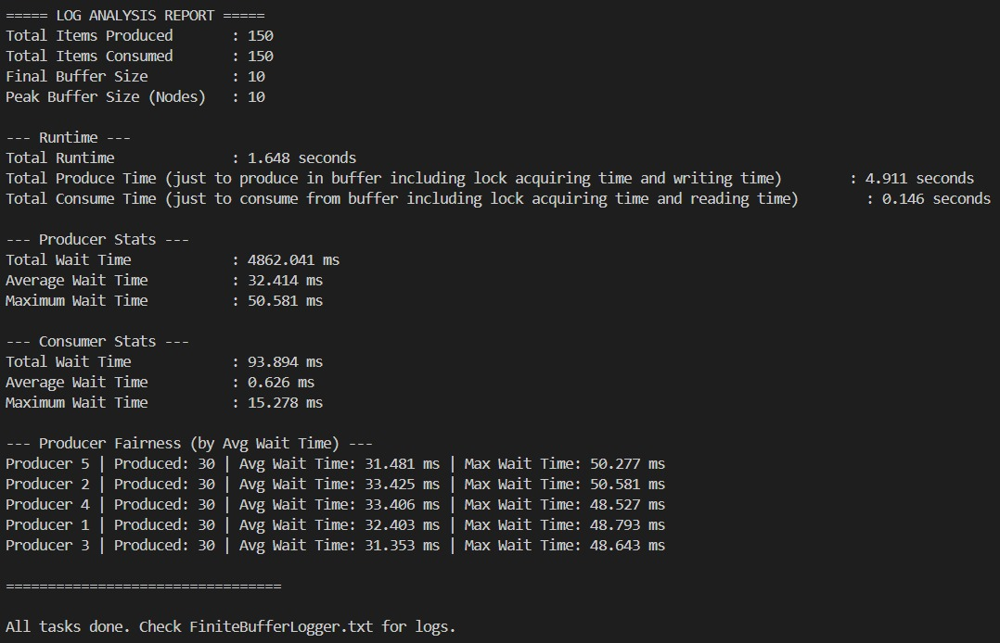 ===== LOG ANALYSIS REPORT =====
Total Items Produced       : 150
Total Items Consumed       : 150
Final Buffer Size          : 10
Peak Buffer Size (Nodes)   : 10

--- Runtime ---
Total Runtime              : 1.648 seconds
Total Produce Time (just to produce in buffer including lock acquiring time and writing time)        : 4.911 seconds
Total Consume Time (just to consume from buffer including lock acquiring time and reading time)        : 0.146 seconds

--- Producer Stats ---
Total Wait Time            : 4862.041 ms
Average Wait Time          : 32.414 ms
Maximum Wait Time          : 50.581 ms

--- Consumer Stats ---
Total Wait Time            : 93.894 ms
Average Wait Time          : 0.626 ms
Maximum Wait Time          : 15.278 ms

--- Producer Fairness (by Avg Wait Time) ---
Producer 5 | Produced: 30 | Avg Wait Time: 31.481 ms | Max Wait Time: 50.277 ms
Producer 2 | Produced: 30 | Avg Wait Time: 33.425 ms | Max Wait Time: 50.581 ms
Producer 4 | Produced: 30 | Avg Wait Time: 33.406 ms | Max Wait Time: 48.527 ms
Producer 1 | Produced: 30 | Avg Wait Time: 32.403 ms | Max Wait Time: 48.793 ms
Producer 3 | Produced: 30 | Avg Wait Time: 31.353 ms | Max Wait Time: 48.643 ms

=================================

All tasks done. Check FiniteBufferLogger.txt for logs.